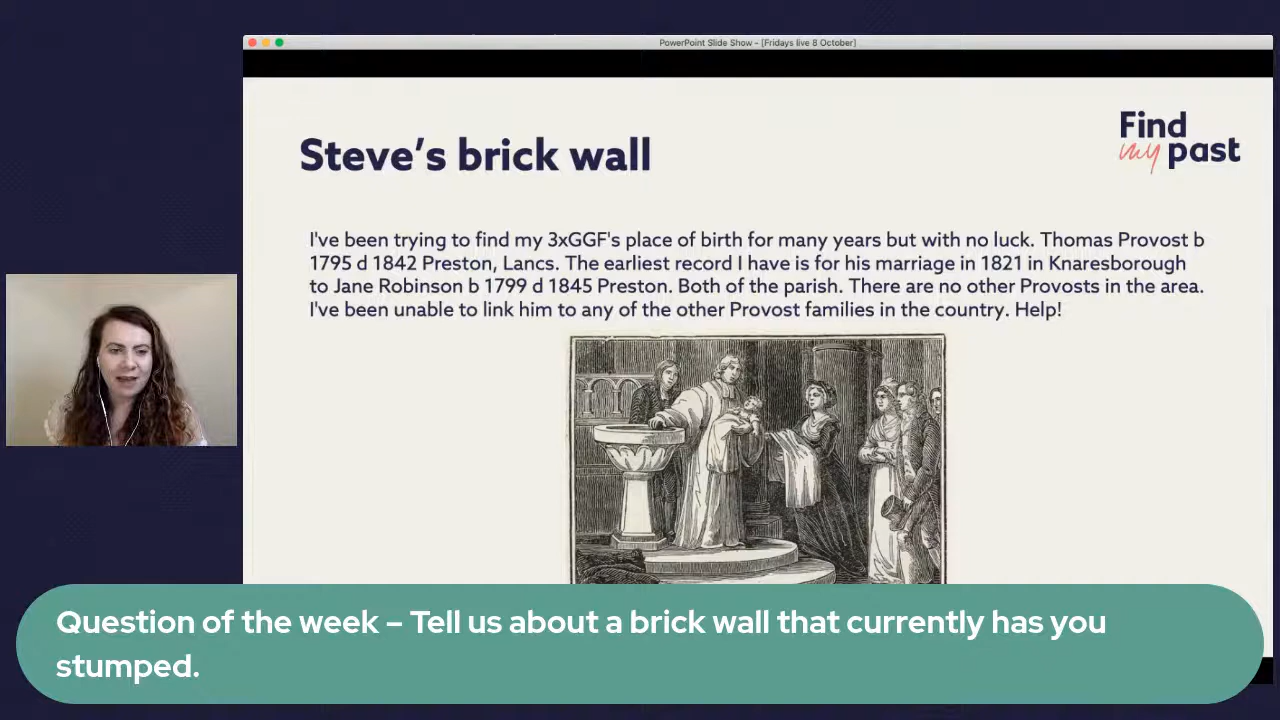 PowerPoint Slide Show - [Fridays live 8 October]
Find
my past
Steve's brick wall
I've been trying to find my 3xGGF's place of birth for many years but with no luck. Thomas Provost b
1795 d 1842 Preston, Lancs. The earliest record I have is for his marriage in 1821 in Knaresborough
to Jane Robinson b 1799 d 1845 Preston. Both of the parish. There are no other Provosts in the area.
I've been unable to link him to any of the other Provost families in the country. Help!
Question of the week – Tell us about a brick wall that currently has you
stumped.